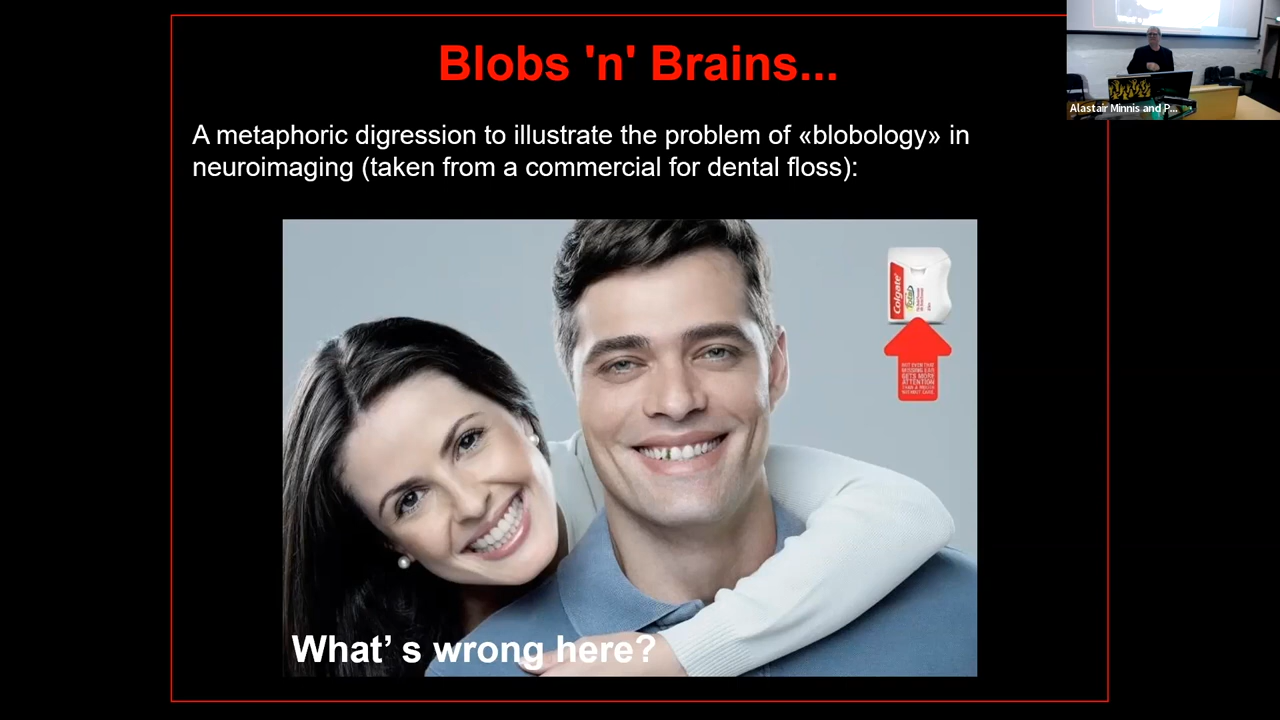 Blobs 'n' Brains...
Alastair Minnis and P...
A metaphoric digression to illustrate the problem of «blobology» in
neuroimaging (taken from a commercial for dental floss):
Colgate
What’ s wrong here?